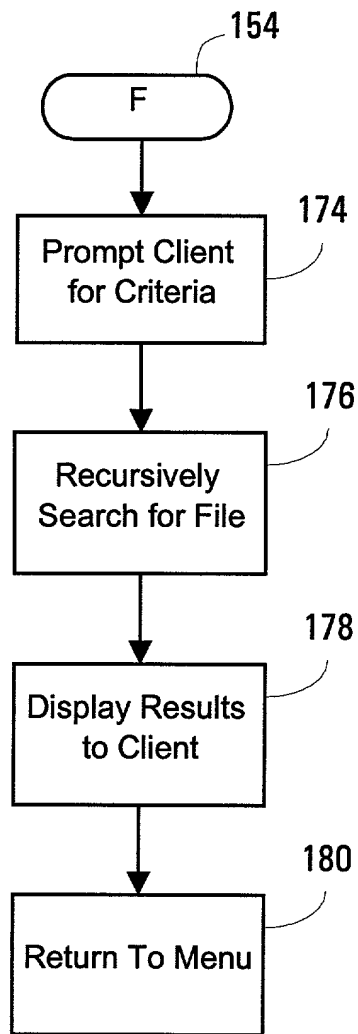 154
F
174
Prompt Client
for Criteria
176
Recursively
Search for File
178
Display Results
to Client
180
Return To Menu